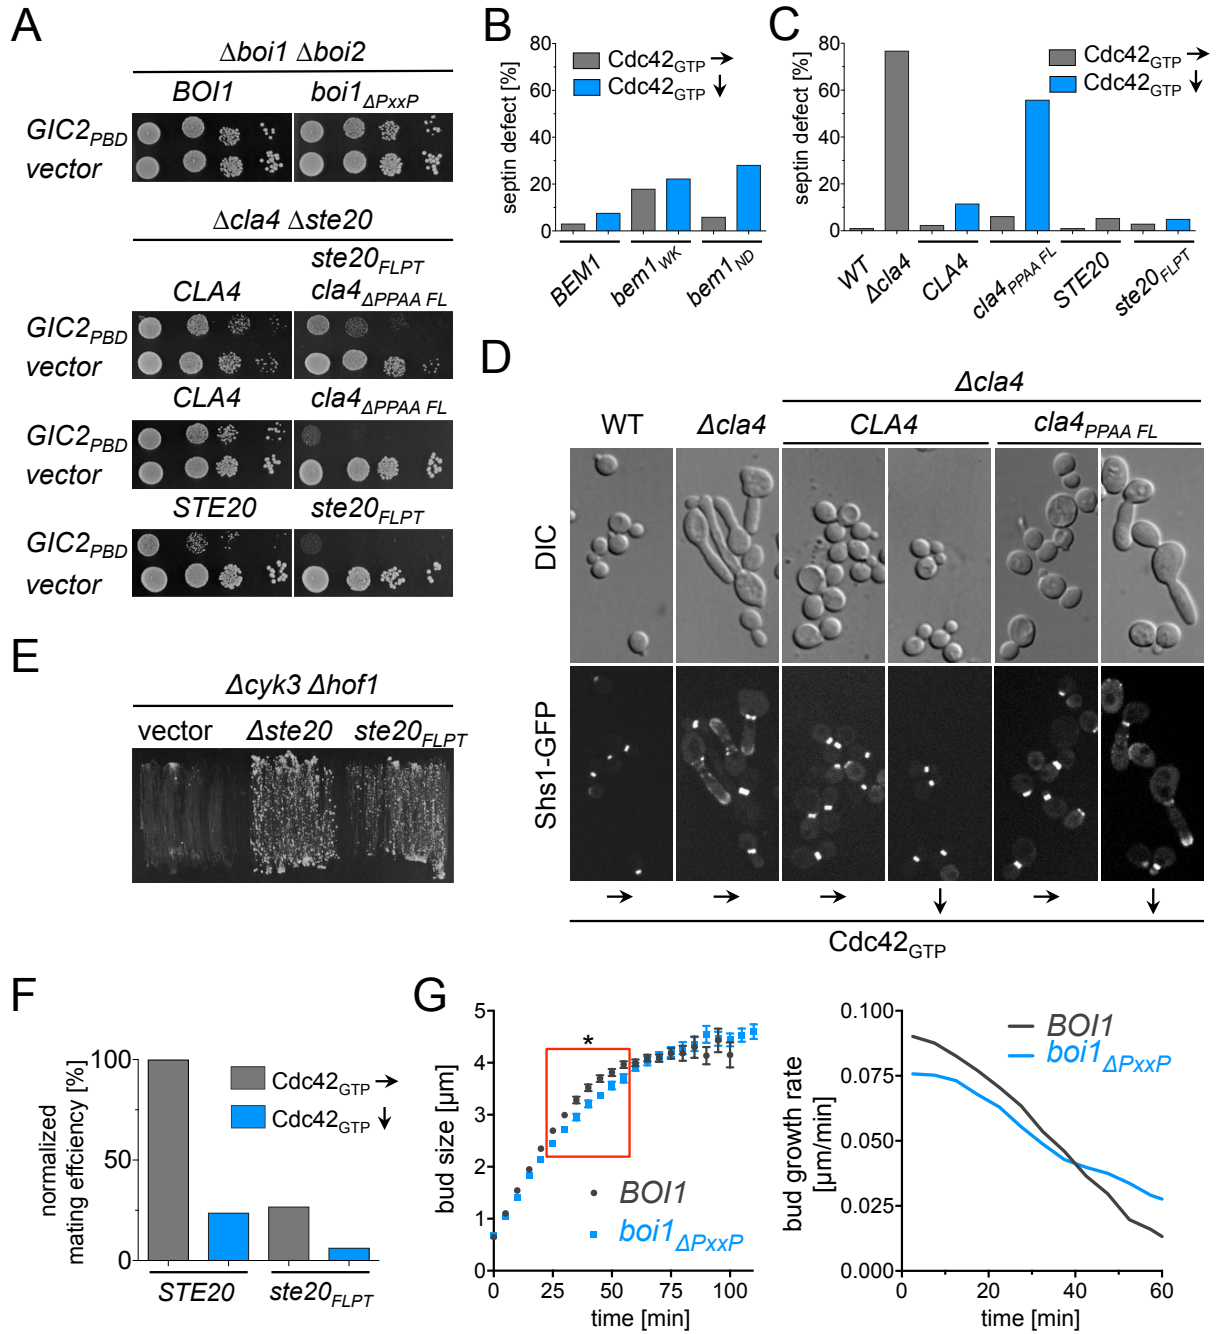 A
Δboi1 Δboi2
BOI1 boi1ΔPxxP
GIC2PBD
vector
Δcla4 Δste20
ste20FLPT
CLA4 cla4ΔPPAA FL
GIC2PBD
vector
CLA4 cla4ΔPPAA FL
GIC2PBD
vector
STE20 ste20FLPT
GIC2PBD
vector
B
septin defect [%]
80
60
40
20
0
Cdc42GTP →
Cdc42GTP ↓
BEM1 bem1WK bem1ND
C
septin defect [%]
80
60
40
20
0
Cdc42GTP →
Cdc42GTP ↓
WT Δcla4 CLA4 cla4PPAA FL STE20 ste20FLPT
D
Δcla4
WT Δcla4 CLA4 cla4PPAA FL
DIC
Shs1-GFP
→ → → ↓ → ↓
Cdc42GTP
E
Δcyk3 Δhof1
vector Δste20 ste20FLPT
F
normalized
mating effciency [%]
100
50
0
Cdc42GTP →
Cdc42GTP ↓
STE20 ste20FLPT
G
bud size [µm]
5
4
3
2
1
0
*
BOI1
boi1ΔPxxP
0 25 50 75 100
time [min]
bud growth rate
[µm/min]
0.100
0.075
0.050
0.025
0.000
BOI1
boi1ΔPxxP
0 20 40 60
time [min]